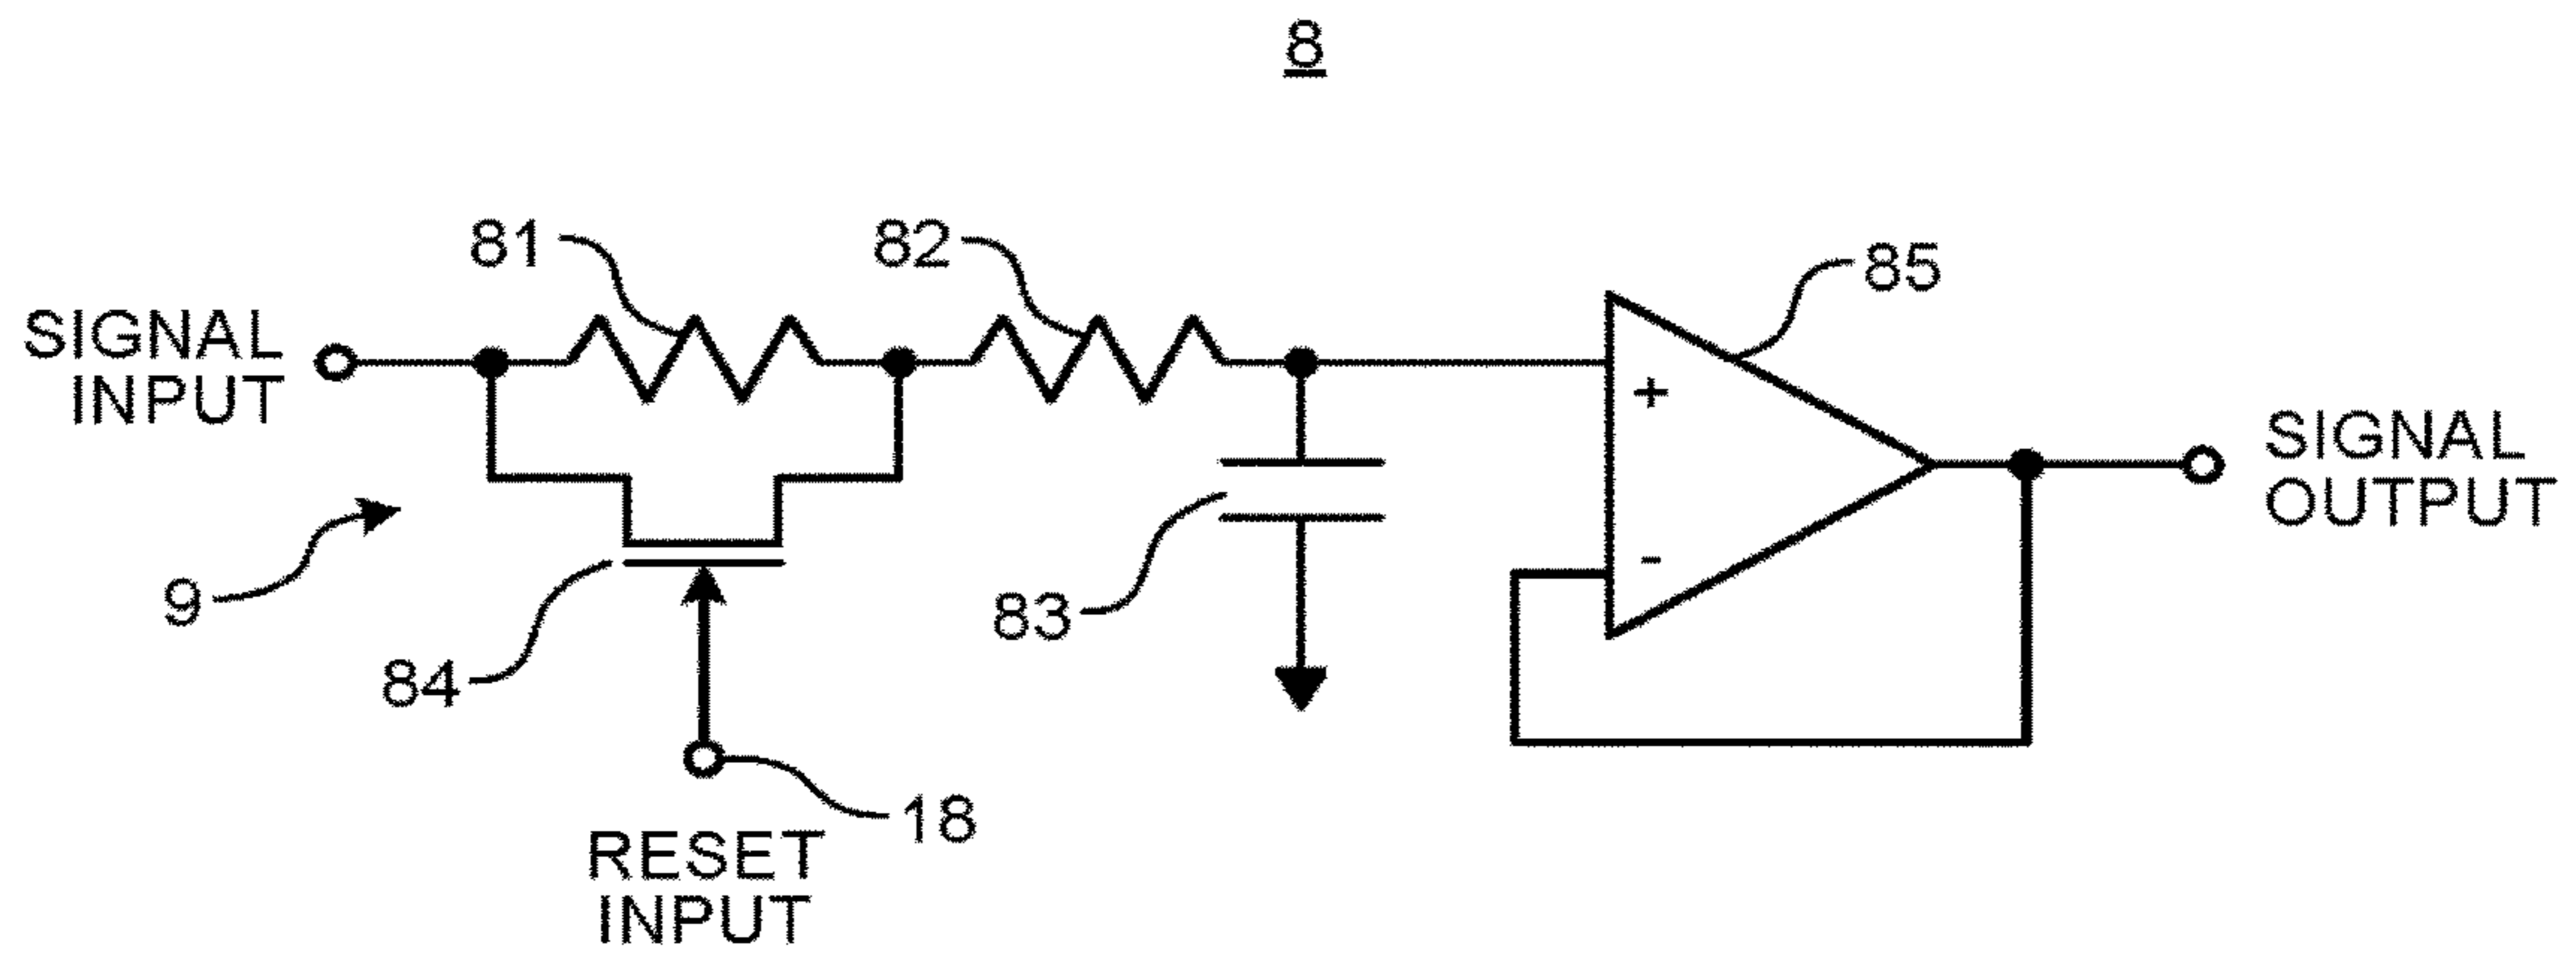 8
81
82
85
SIGNAL
INPUT
+
-
SIGNAL
OUTPUT
9
84
83
18
RESET
INPUT